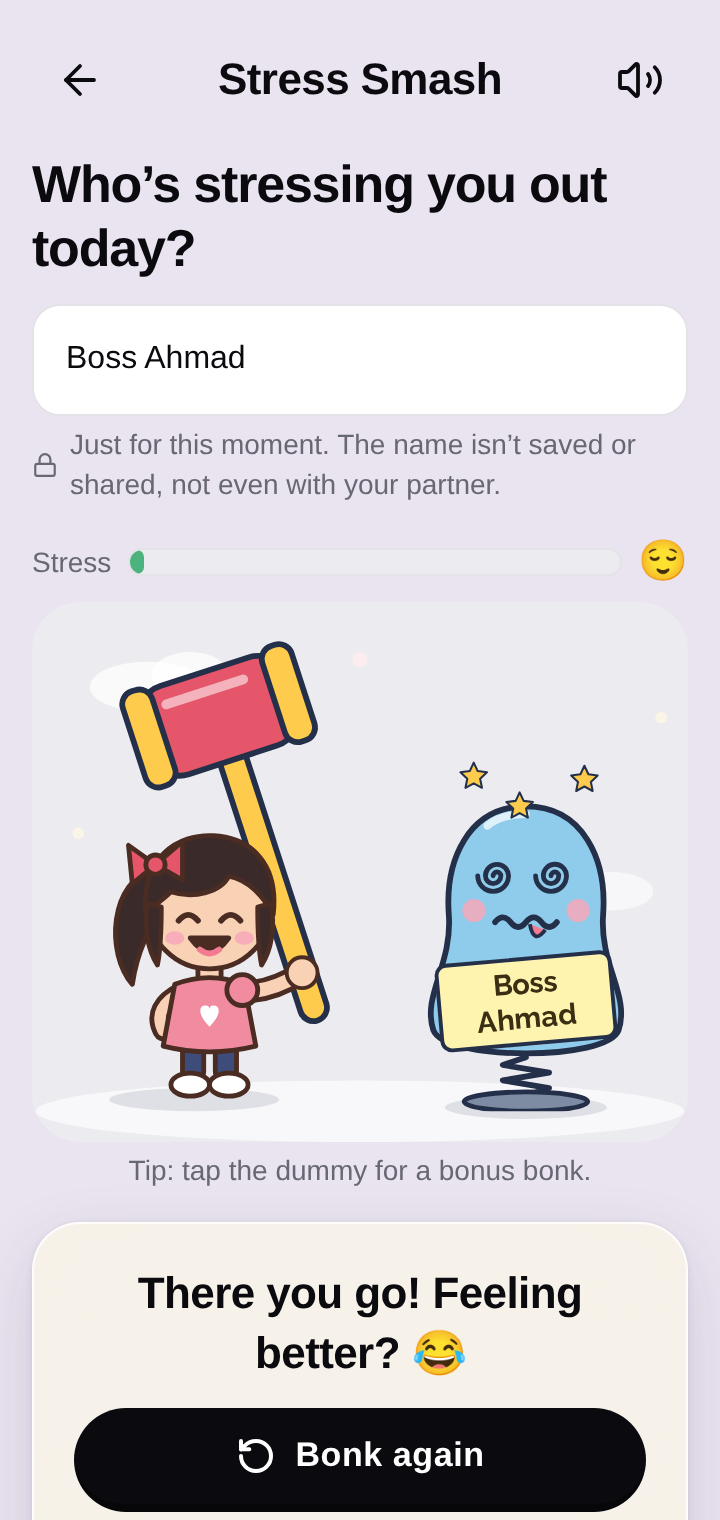 Stress Smash
Who’s stressing you out
today?
Boss Ahmad
Just for this moment. The name isn’t saved or
shared, not even with your partner.
Stress
Boss
Ahmad
Tip: tap the dummy for a bonus bonk.
There you go! Feeling
better? 😂
Bonk again